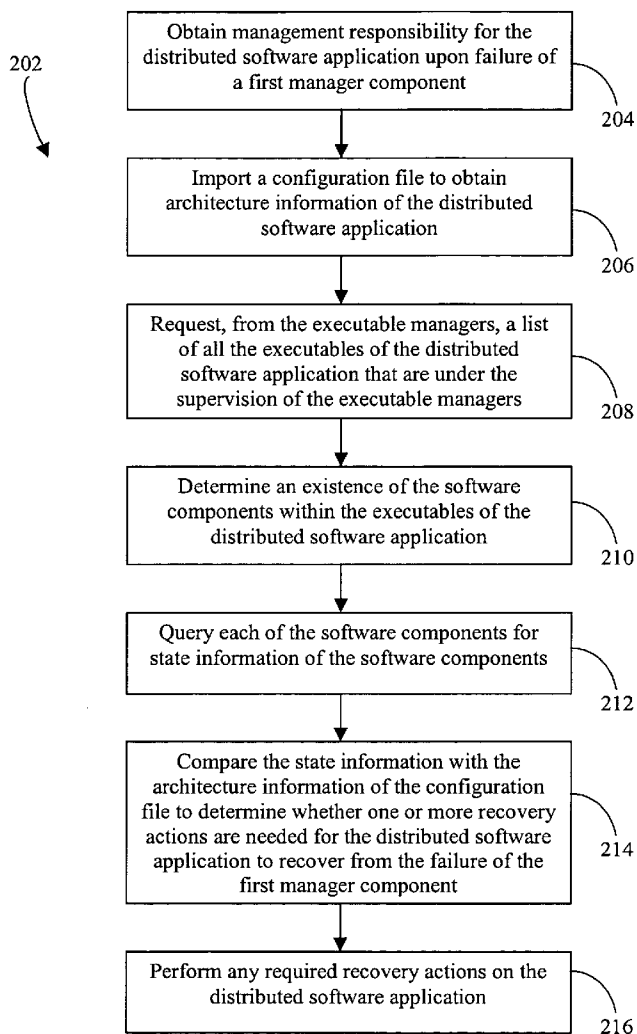 202
Obtain management responsibility for the
distributed software application upon failure of
a first manager component
204
Import a configuration file to obtain
architecture information of the distributed
software application
206
Request, from the executable managers, a list
of all the executables of the distributed
software application that are under the
supervision of the executable managers
208
Determine an existence of the software
components within the executables of the
distributed software application
210
Query each of the software components for
state information of the software components
212
Compare the state information with the
architecture information of the configuration
file to determine whether one or more recovery
actions are needed for the distributed software
application to recover from the failure of the
first manager component
214
Perform any required recovery actions on the
distributed software application
216